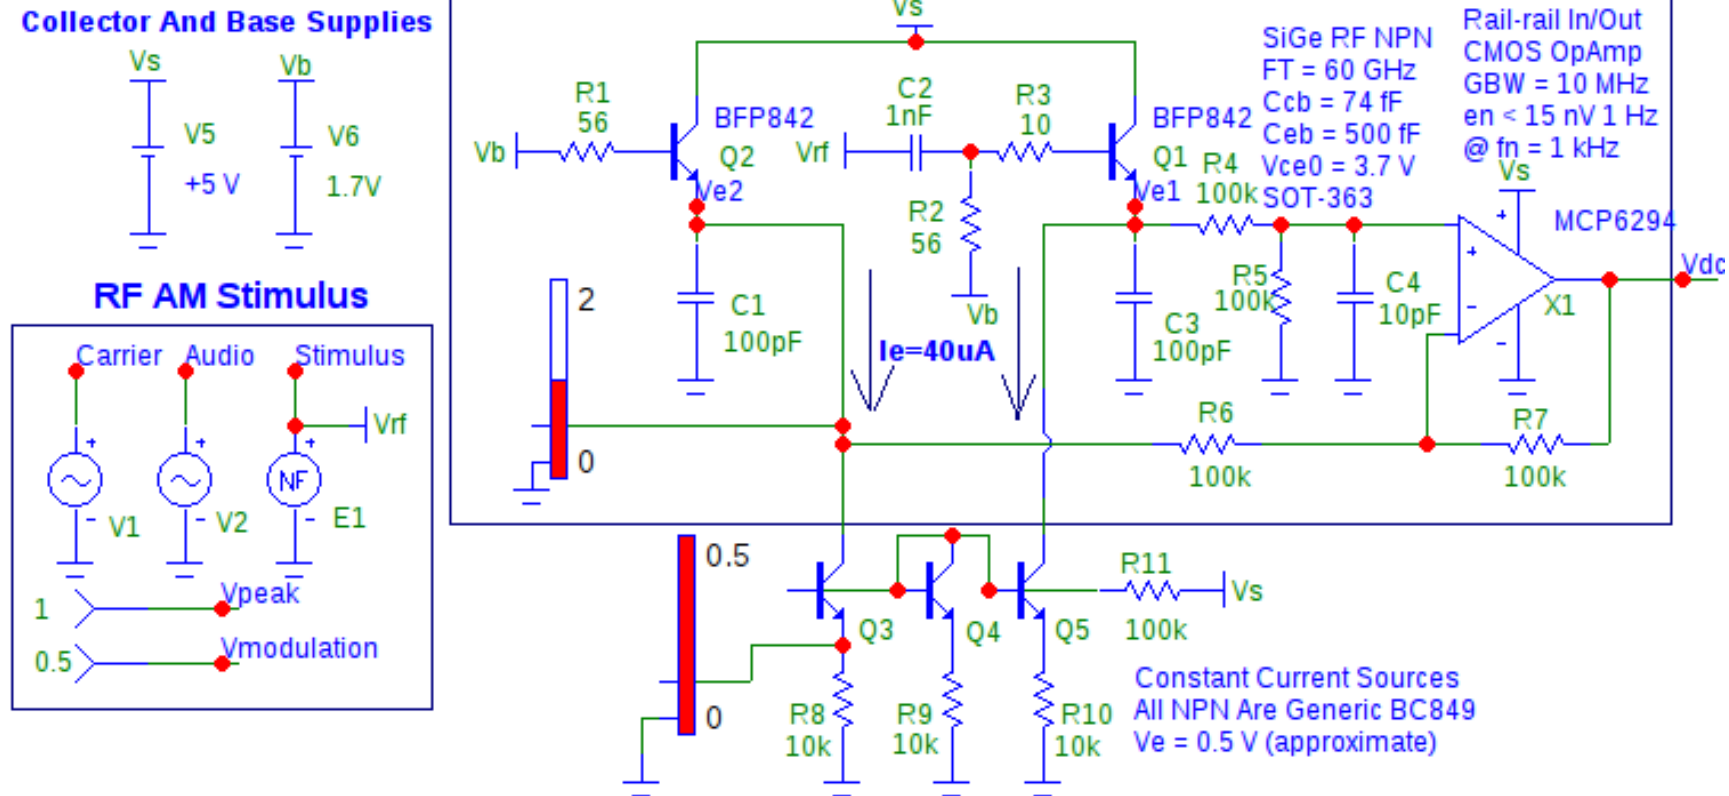 Collector And Base Supplies
Vs
Vb
V5
+5 V
V6
1.7V
RF AM Stimulus
Carrier
Audio
Stimulus
Vrf
NF
V1
V2
E1
1
Vpeak
0.5
Vmodulation
Vs
R1
56
Vb
BFP842
Q2
Ve2
C1
100pF
C2
1nF
Vrf
R3
10
R2
56
Vb
BFP842
Q1
Ve1
R4
100k
SiGe RF NPN
FT = 60 GHz
Ccb = 74 fF
Ceb = 500 fF
Vce0 = 3.7 V
SOT-363
Rail-rail In/Out
CMOS OpAmp
GBW = 10 MHz
en < 15 nV 1 Hz
@ fn = 1 kHz
Vs
MCP6294
X1
Vdc
R5
100k
C4
10pF
C3
100pF
Ie=40uA
2
0
R6
100k
R7
100k
0.5
0
Q3
Q4
Q5
R11
100k
Vs
R8
10k
R9
10k
R10
10k
Constant Current Sources
All NPN Are Generic BC849
Ve = 0.5 V (approximate)